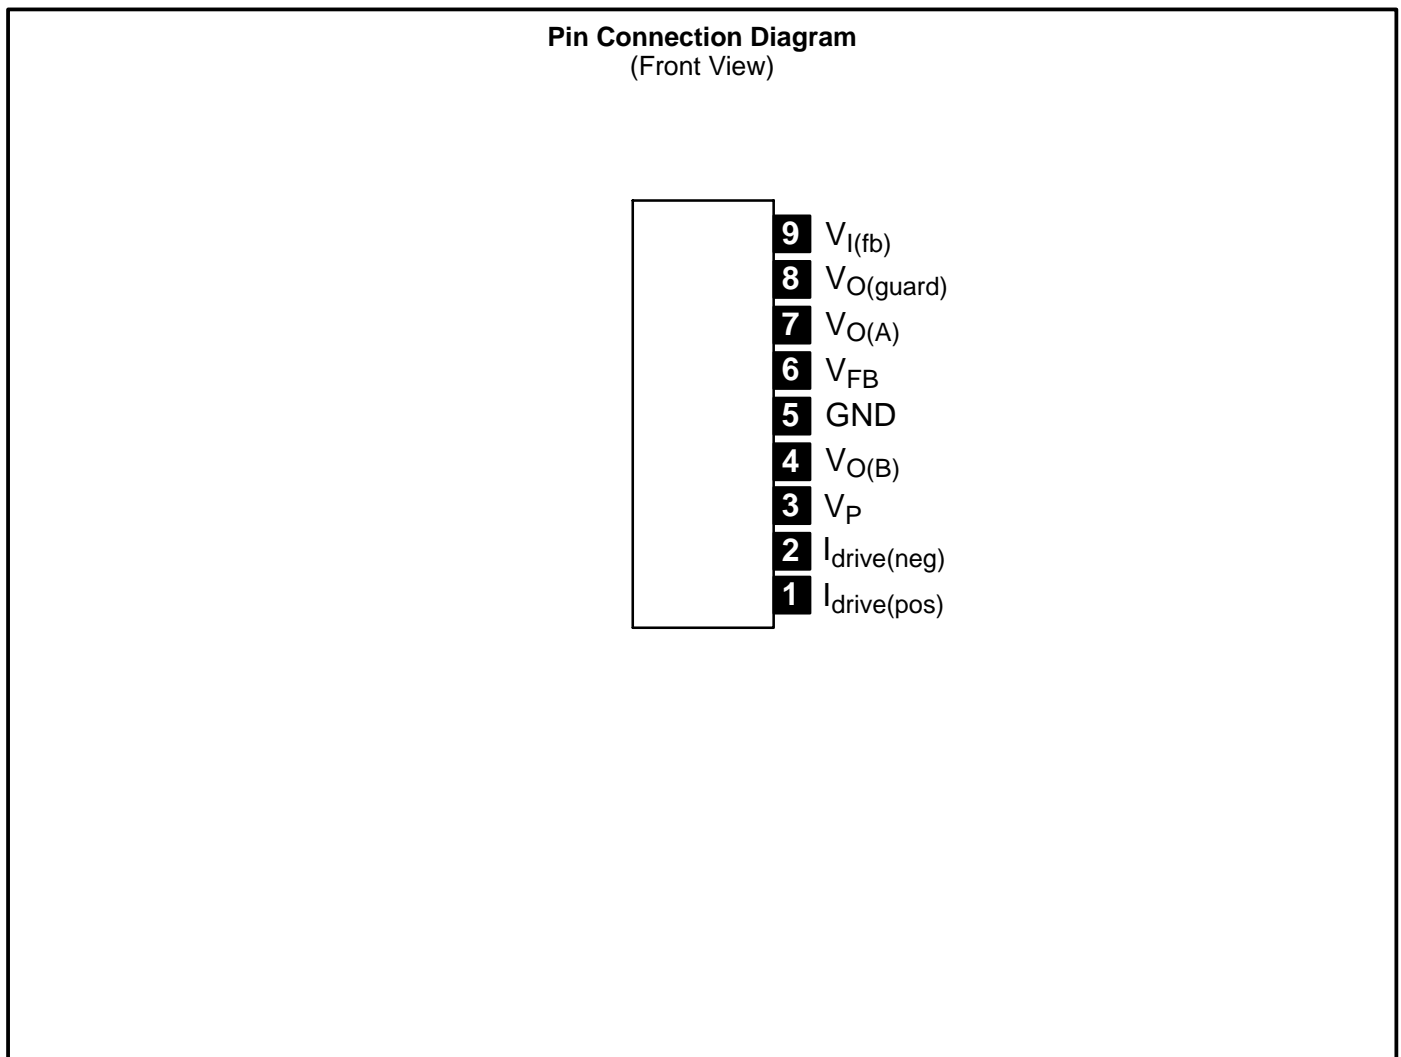 Pin Connection Diagram
(Front View)
9 VI(fb)
8 VO(guard)
7 VO(A)
6 VFB
5 GND
4 VO(B)
3 VP
2 Idrive(neg)
1 Idrive(pos)